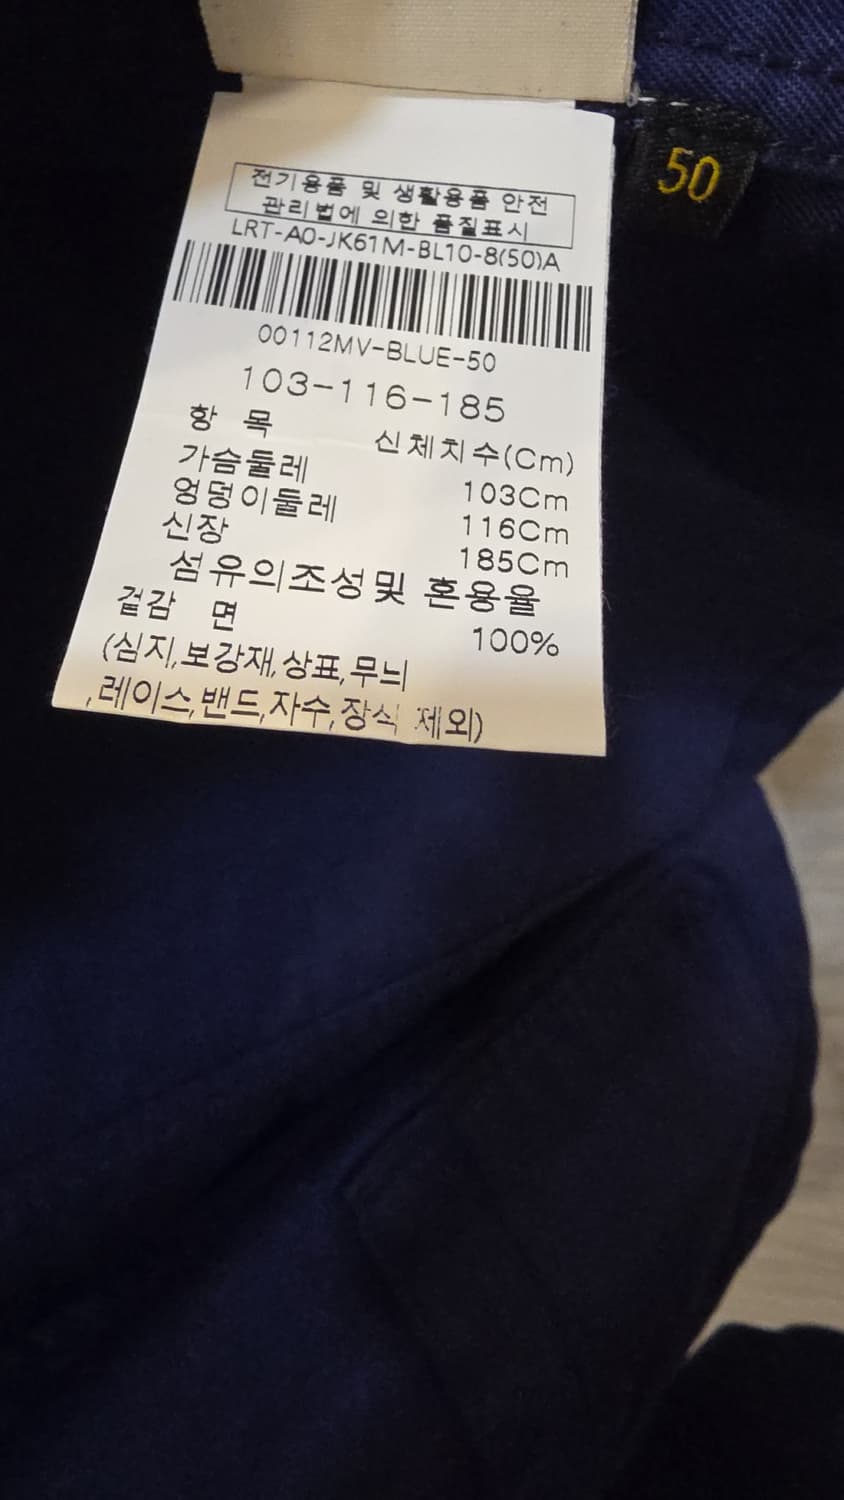 50
전기용품 및 생활용품 안전
관리법에 의한 품질표시
LRT-A0-JK61M-BL10-8(50)A
00112MV-BLUE-50
103-116-185
항 목 신체치수(Cm)
가슴둘레 103Cm
엉덩이둘레 116Cm
신장 185Cm
섬유의조성및 혼용율
겉감 면 100%
(심지,보강재,상표,무늬
,레이스,밴드,자수,장식 제외)